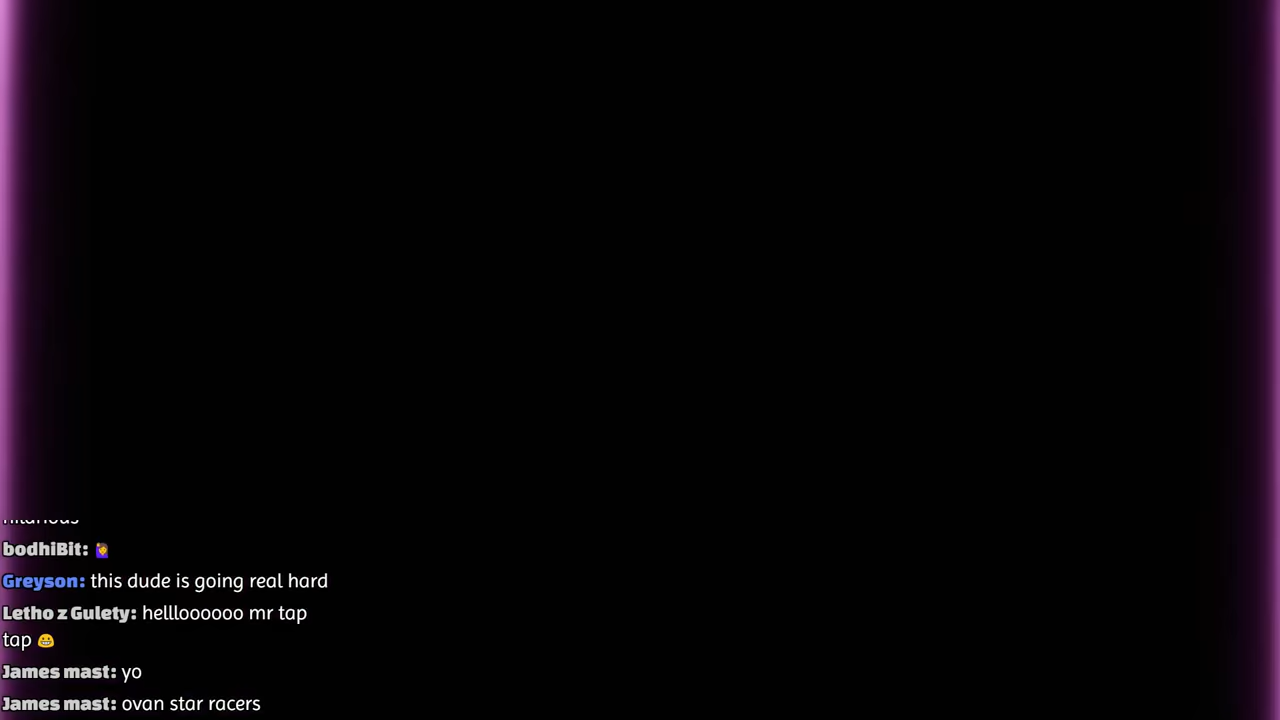 hilarious
bodhiBit: 🙋
Greyson: this dude is going real hard
Letho z Gulety: hellloooooo mr tap
tap 😬
James mast: yo
James mast: ovan star racers